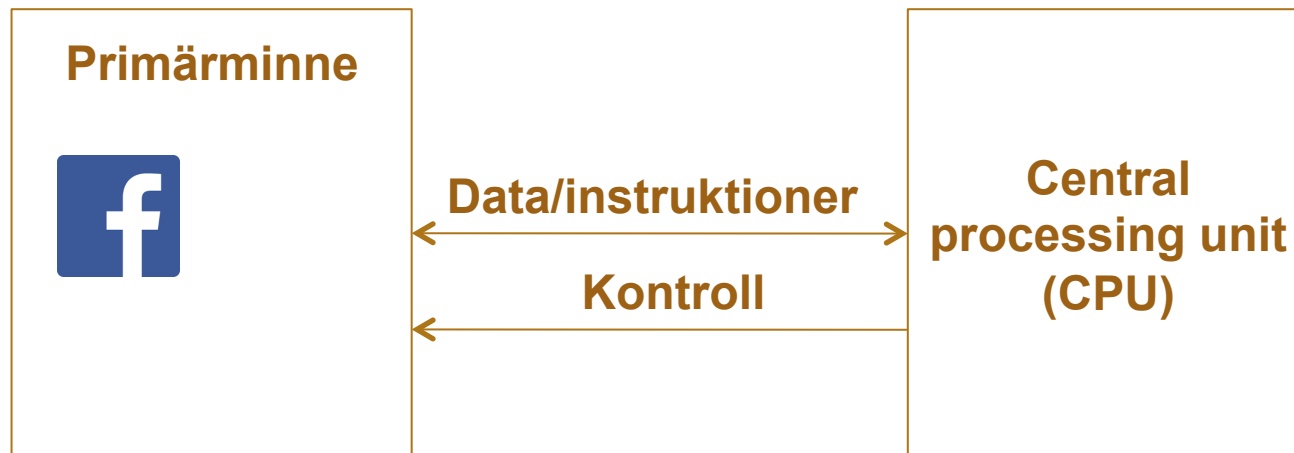 Primärminne
f
Data/instruktioner
Kontroll
Central
processing unit
(CPU)